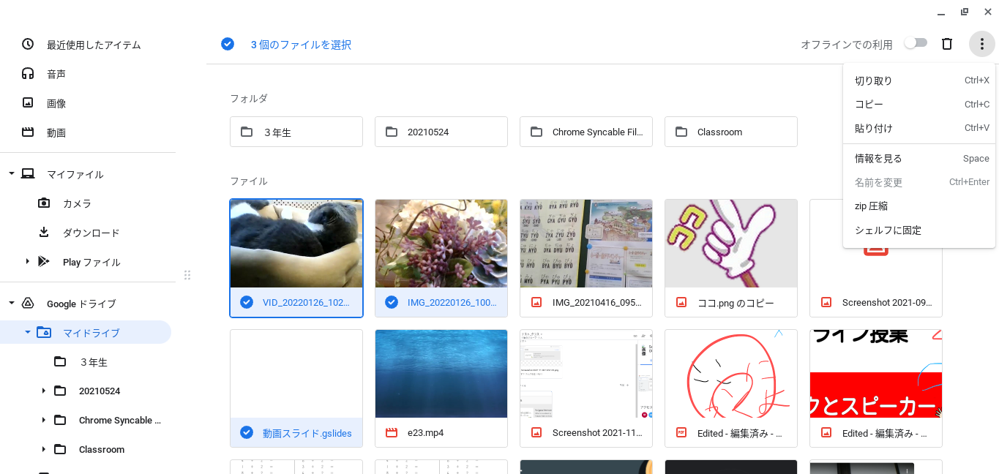 最近使用したアイテム
音声
画像
動画
マイファイル
カメラ
ダウンロード
Play ファイル
Google ドライブ
マイドライブ
３年生
20210524
Chrome Syncable ...
Classroom
3 個のファイルを選択
オフラインでの利用
切り取り Ctrl+X
コピー Ctrl+C
貼り付け Ctrl+V
情報を見る Space
名前を変更 Ctrl+Enter
zip 圧縮
シェルフに固定
フォルダ
３年生
20210524
Chrome Syncable Fil...
Classroom
ファイル
VID_20220126_102...
IMG_20220126_100...
IMG_20210416_095...
ココ.png のコピー
Screenshot 2021-09...
ライブ授業
クとスピーカー
動画スライド.gslides
e23.mp4
Screenshot 2021-11...
Edited - 編集済み - ...
Edited - 編集済み - ...